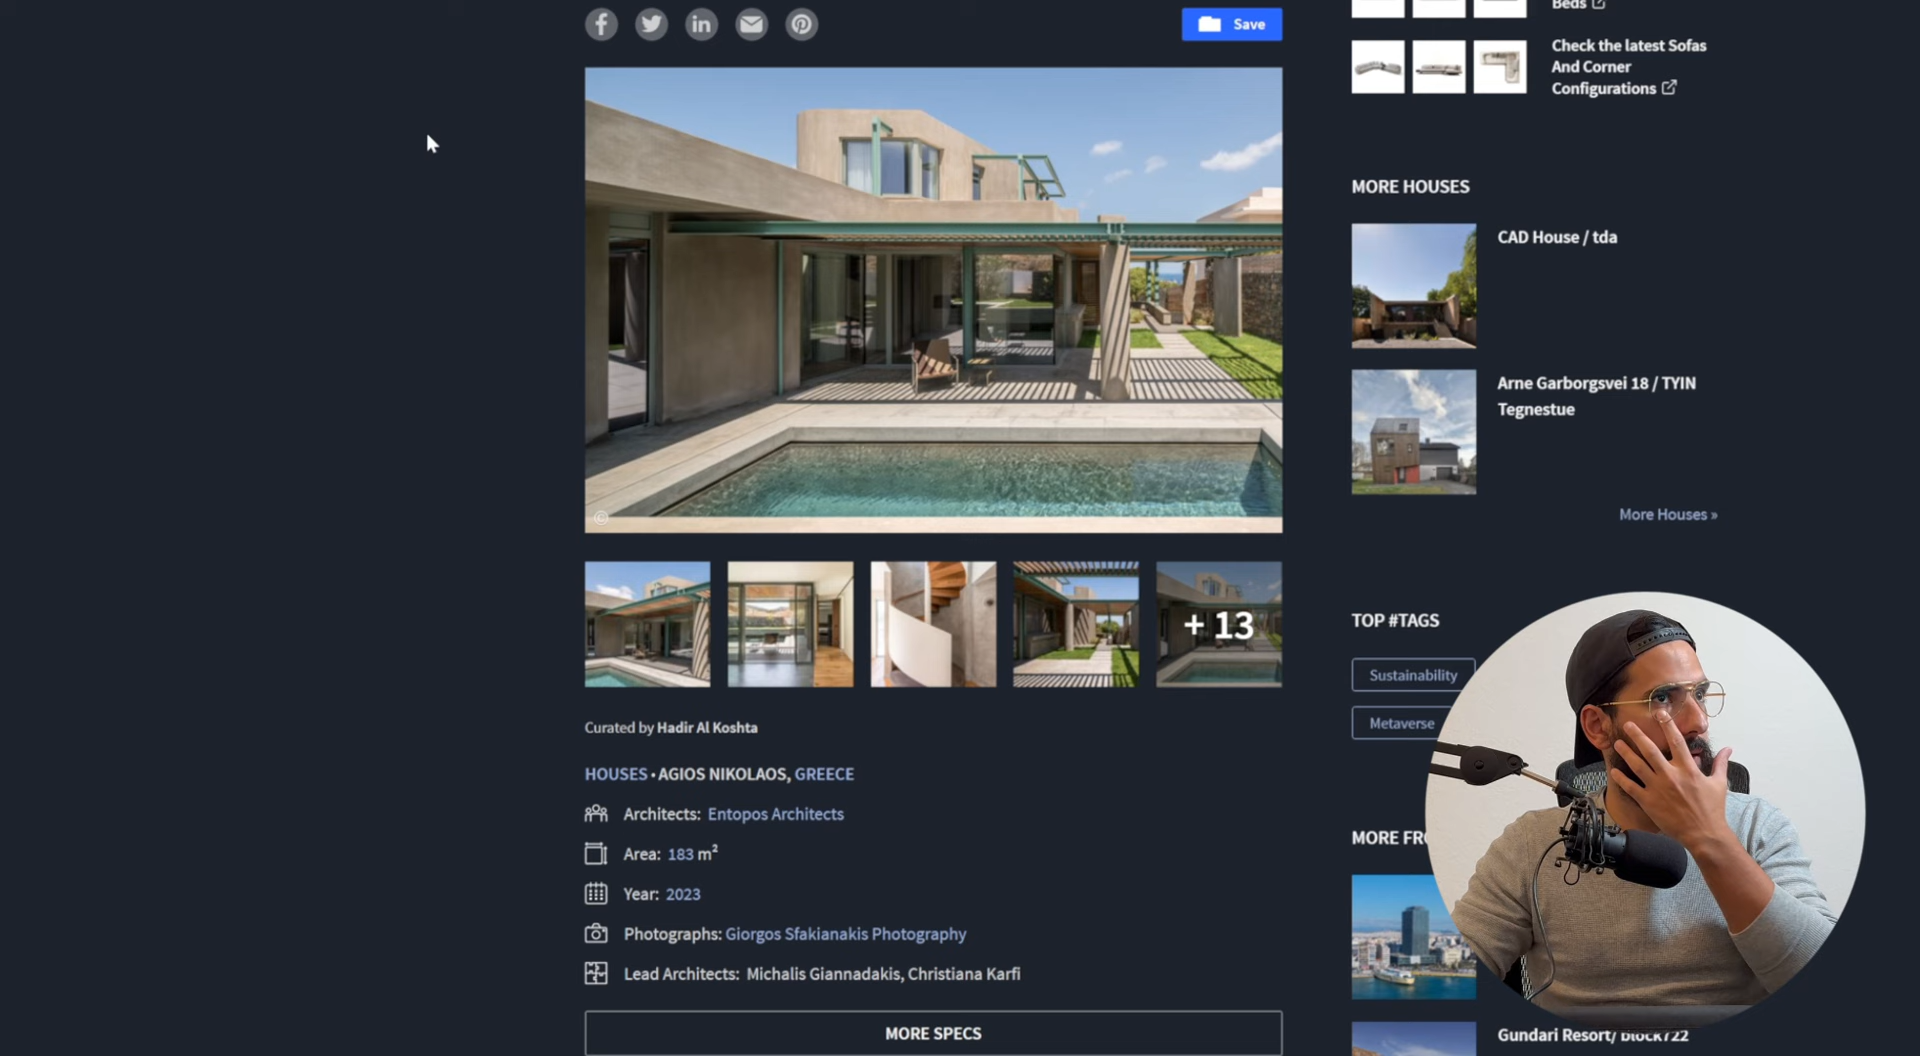 Save
Beds
Check the latest Sofas
And Corner
Configurations
MORE HOUSES
CAD House / tda
Arne Garborgsvei 18 / TYIN
Tegnestue
More Houses »
©
+ 13
Curated by Hadir Al Koshta
HOUSES • AGIOS NIKOLAOS, GREECE
Architects: Entopos Architects
Area: 183 m²
Year: 2023
Photographs: Giorgos Sfakianakis Photography
Lead Architects: Michalis Giannadakis, Christiana Karfi
MORE SPECS
TOP #TAGS
Sustainability
Metaverse
MORE
Gundari Resort/ Block722